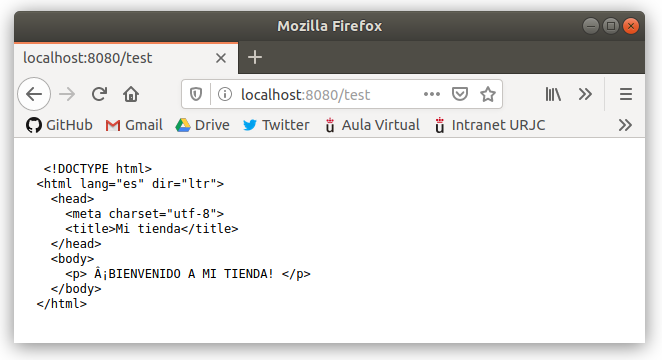 Mozilla Firefox
localhost:8080/test
localhost:8080/test
GitHub Gmail Drive Twitter Aula Virtual Intranet URJC
<!DOCTYPE html>
<html lang="es" dir="ltr">
<head>
<meta charset="utf-8">
<title>Mi tienda</title>
</head>
<body>
<p> Â¡BIENVENIDO A MI TIENDA! </p>
</body>
</html>